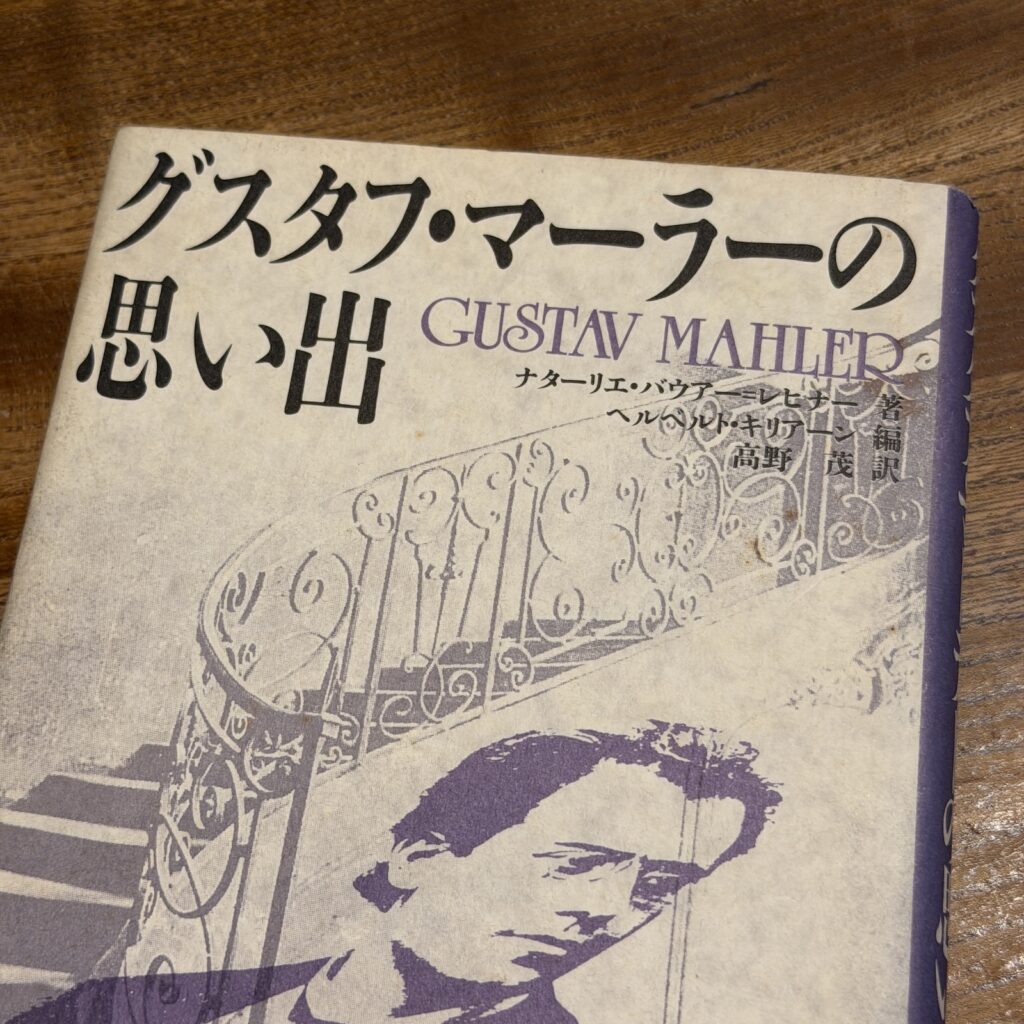 グスタフ・マーラーの
思い出
GUSTAV MAHLER
ナターリエ・バウアー=レヒナー 著
ヘルベルト・キリアーン 編
高野 茂 訳